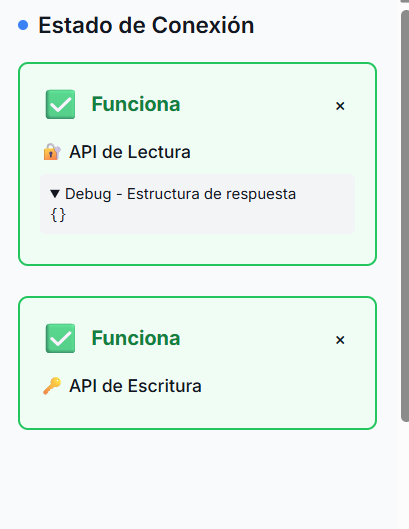 Estado de Conexión
✅ Funciona ×
🔐 API de Lectura
▼ Debug - Estructura de respuesta
{}
✅ Funciona ×
🔑 API de Escritura